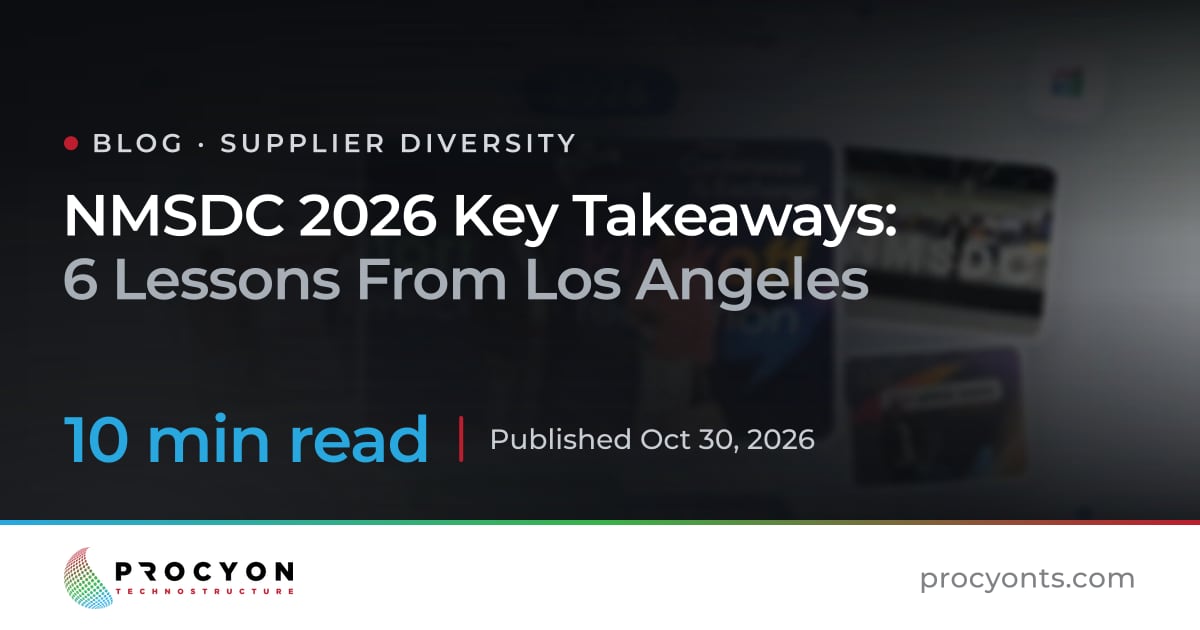 BLOG · SUPPLIER DIVERSITY
NMSDC 2026 Key Takeaways:
6 Lessons From Los Angeles
10 min read
Published Oct 30, 2026
PROCYON
TECHNOSTRUCTURE
procyonts.com